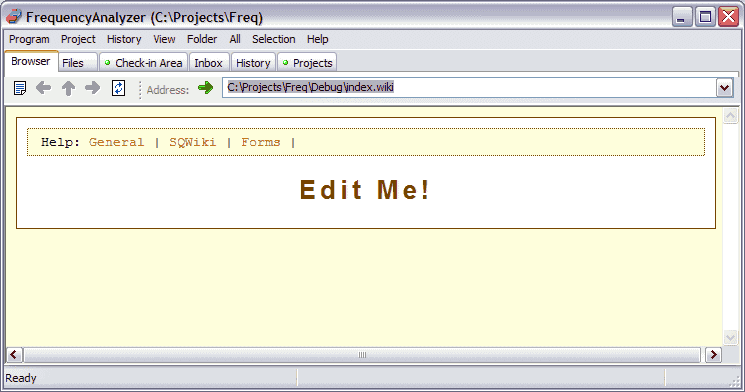 FrequencyAnalyzer (C:\Projects\Freq)
Program Project History View Folder All Selection Help
Browser Files Check-in Area Inbox History Projects
Address: C:\Projects\Freq\Debug\index.wiki
Help: General | SQWiki | Forms |
Edit Me!
Ready